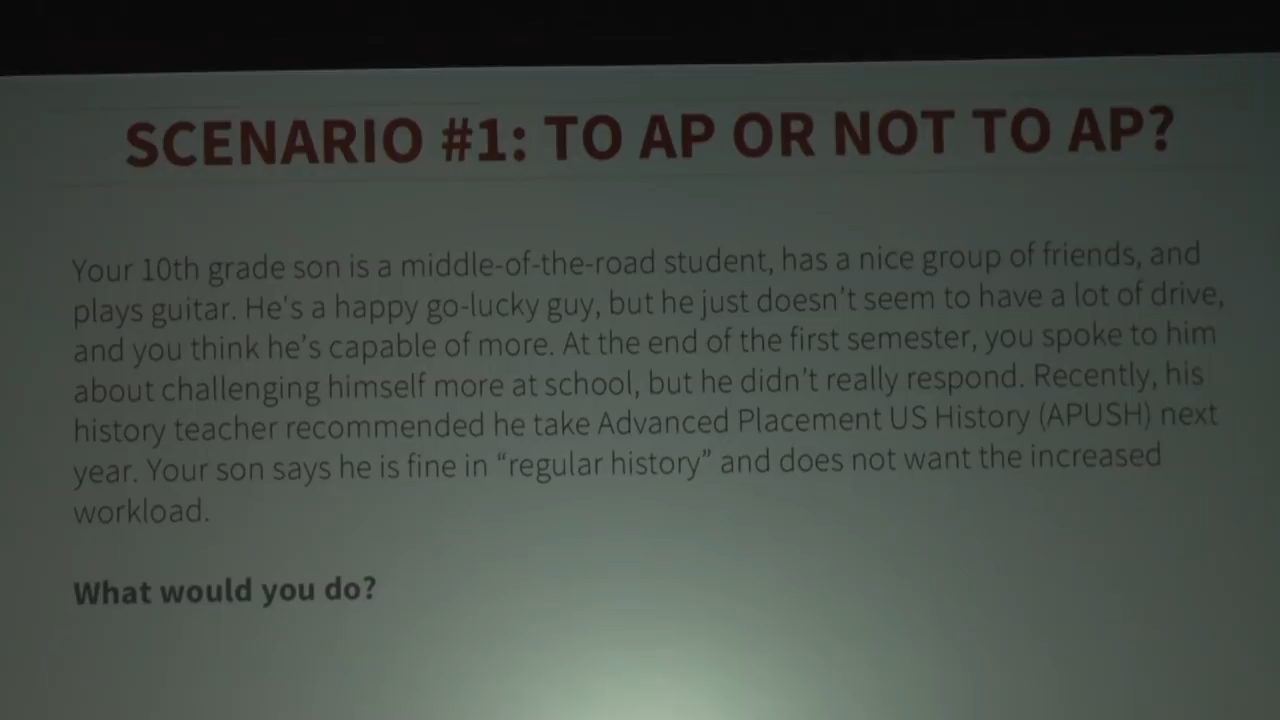 SCENARIO #1: TO AP OR NOT TO AP?
Your 10th grade son is a middle-of-the-road student, has a nice group of friends, and
plays guitar. He's a happy go-lucky guy, but he just doesn't seem to have a lot of drive,
and you think he's capable of more. At the end of the first semester, you spoke to him
about challenging himself more at school, but he didn't really respond. Recently, his
history teacher recommended he take Advanced Placement US History (APUSH) next
year. Your son says he is fine in “regular history” and does not want the increased
workload.
What would you do?